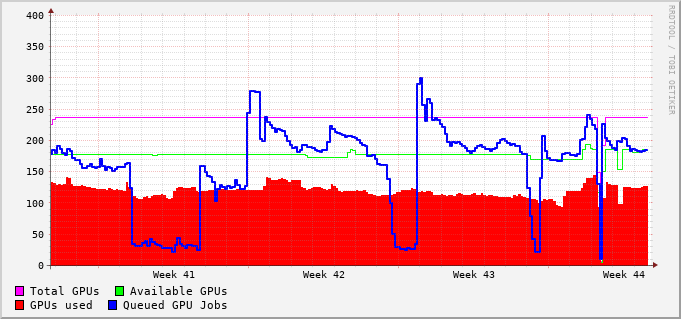 400
350
300
250
200
150
100
50
0
Week 41 Week 42 Week 43 Week 44
Total GPUs Available GPUs
GPUs used Queued GPU Jobs
RRDTOOL / TOBI OETIKER